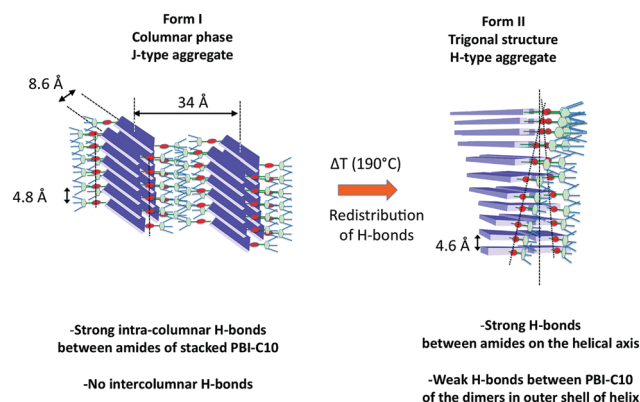 Form I
Columnar phase
J-type aggregate
8.6 Å
34 Å
4.8 Å
ΔT (190°C)
Redistribution
of H-bonds
Form II
Trigonal structure
H-type aggregate
4.6 Å
-Strong intra-columnar H-bonds
between amides of stacked PBI-C10
-No intercolumnar H-bonds
-Strong H-bonds
between amides on the helical axis
-Weak H-bonds between PBI-C10
of the dimers in outer shell of helix